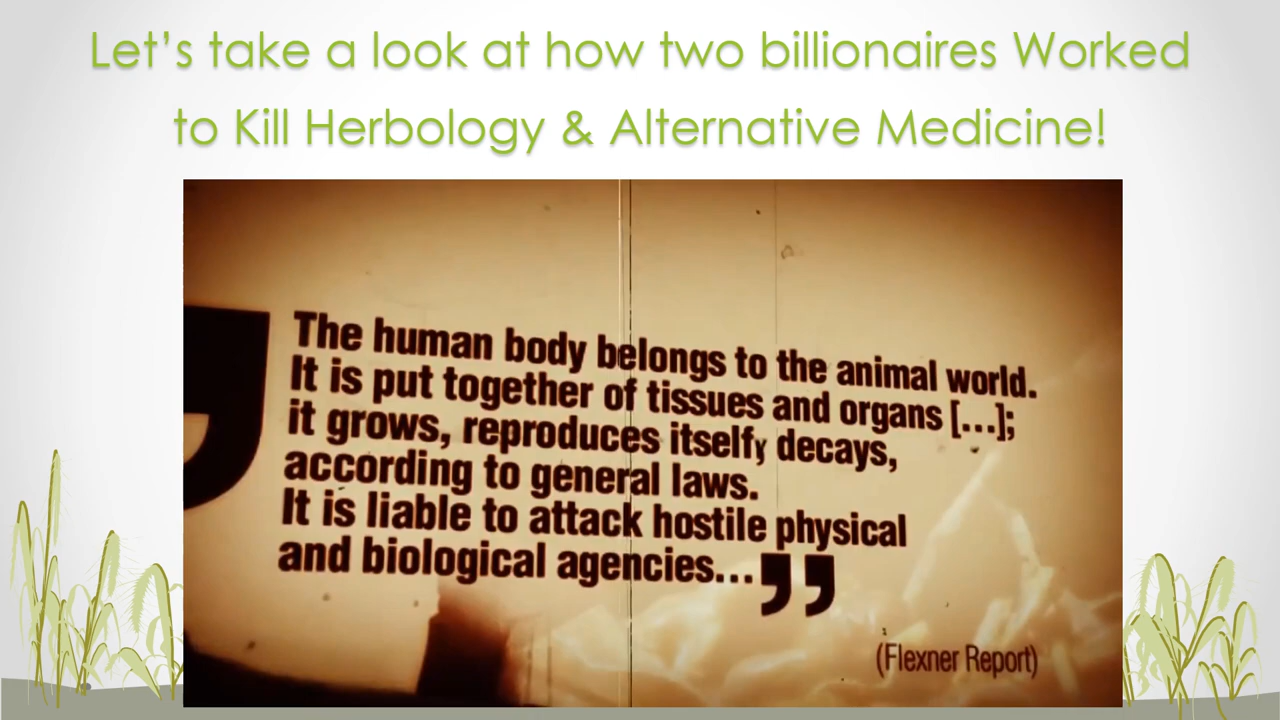 Let’s take a look at how two billionaires Worked
to Kill Herbology & Alternative Medicine!
The human body belongs to the animal world.
It is put together of tissues and organs [...];
it grows, reproduces itself, decays,
according to general laws.
It is liable to attack hostile physical
and biological agencies...”
(Flexner Report)